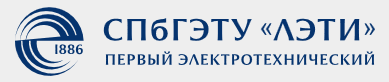 1886
СПбГЭТУ «ЛЭТИ»
ПЕРВЫЙ ЭЛЕКТРОТЕХНИЧЕСКИЙ